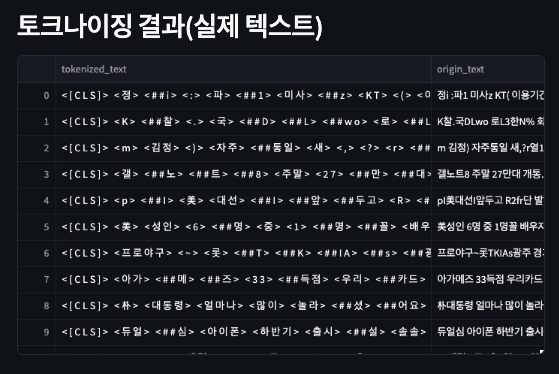 토크나이징 결과(실제 텍스트)
tokenized_text origin_text
0 <[CLS]> <정> <##i> <:> <파> <##1> <미사> <##z> <KT> <(> 정i :파1 미사z KT( 이용기간
1 <[CLS]> <K> <##찰> <.> <국> <##D> <##L> <##wo> <로> <##L K찰.국DLwo 로L3한N%
2 <[CLS]> <m> <김정> <)> <자주> <##통일> <새> <,> <?> <r> <## m 김정) 자주통일 새,?r열1
3 <[CLS]> <갤> <##노> <##트> <##8> <주말> <27> <##만> <##대> 갤노트8 주말 27만대 개통.
4 <[CLS]> <p> <##I> <美> <대선> <##I> <##앞> <##두고> <R> <# pI美대선I앞두고 R2fr단 발
5 <[CLS]> <美> <성인> <6> <##명> <중> <1> <##명> <##꼴> <배우 美성인 6명 중 1명꼴 배우자
6 <[CLS]> <프로야구> <~> <롯> <##T> <##K> <##IA> <##s> <## 프로야구~롯TKIAs광주 경
7 <[CLS]> <아가> <##메> <##즈> <33> <##득점> <우리> <##카드> 아가메즈 33득점 우리카드
8 <[CLS]> <朴> <대통령> <얼마나> <많이> <놀라> <##셨> <##어요> 朴대통령 얼마나 많이 놀라
9 <[CLS]> <듀얼> <##심> <아이폰> <하반기> <출시> <##설> <솔솔> 듀얼심 아이폰 하반기 출시